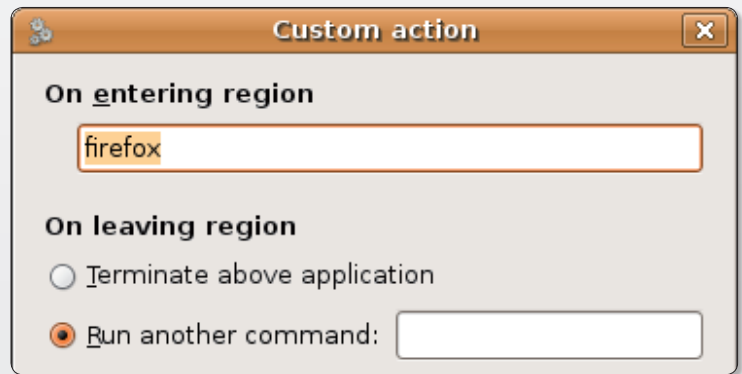 Custom action
On entering region
firefox
On leaving region
Terminate above application
Run another command: